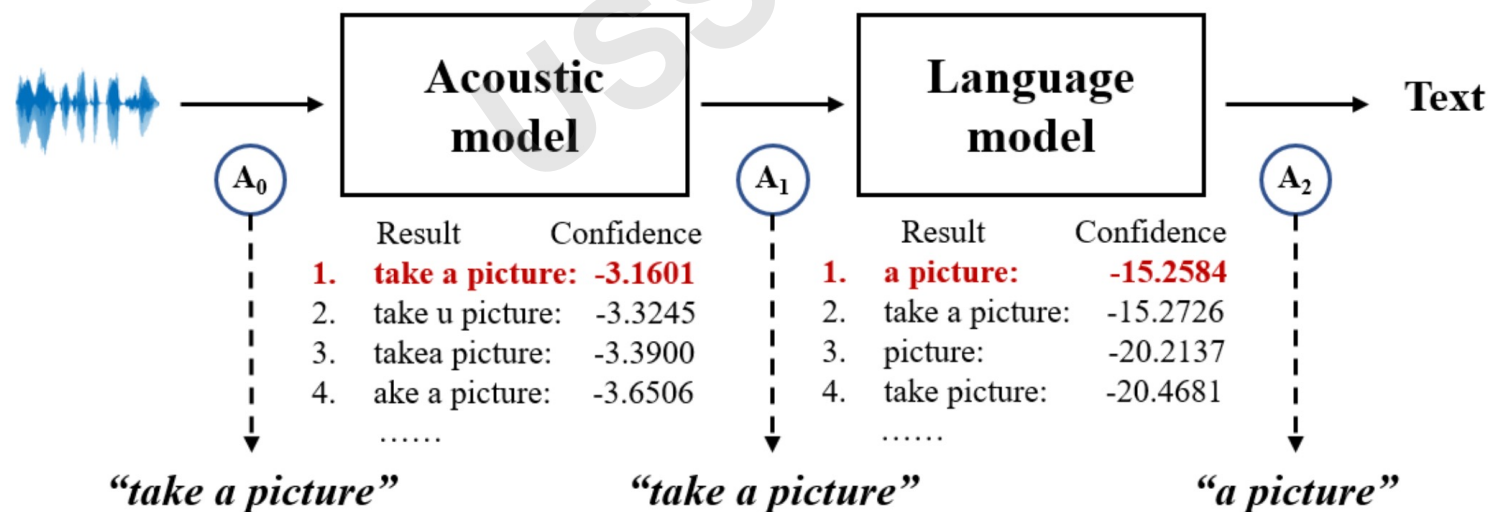 Acoustic
model
Language
model
Text
A₀
A₁
A₂
Result Confidence
1. take a picture: -3.1601
2. take u picture: -3.3245
3. takea picture: -3.3900
4. ake a picture: -3.6506
......
Result Confidence
1. a picture: -15.2584
2. take a picture: -15.2726
3. picture: -20.2137
4. take picture: -20.4681
......
“take a picture”
“take a picture”
“a picture”